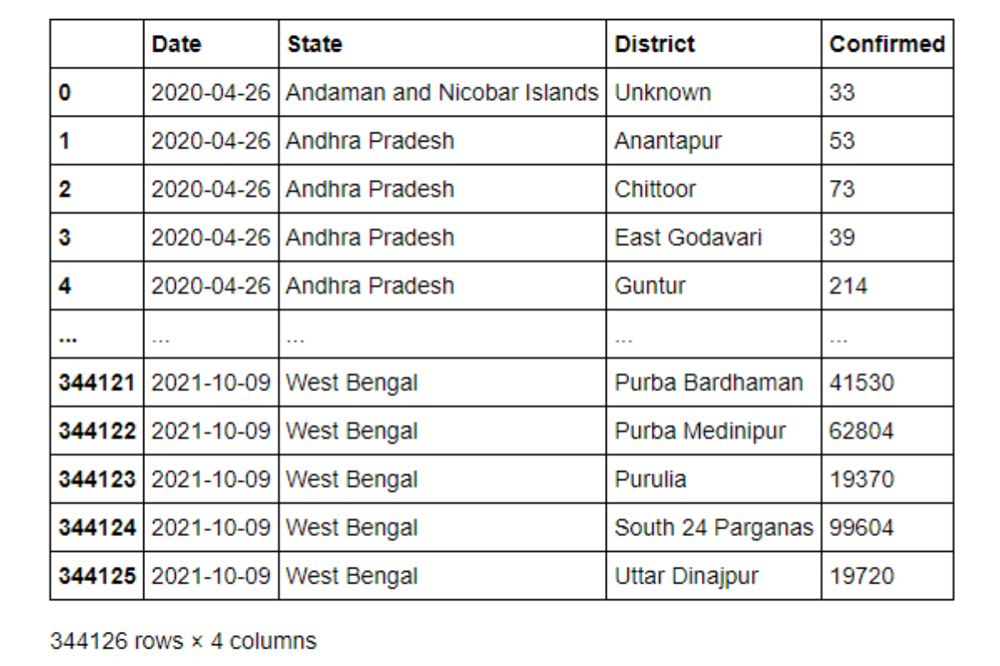 Date State District Confirmed
0 2020-04-26 Andaman and Nicobar Islands Unknown 33
1 2020-04-26 Andhra Pradesh Anantapur 53
2 2020-04-26 Andhra Pradesh Chittoor 73
3 2020-04-26 Andhra Pradesh East Godavari 39
4 2020-04-26 Andhra Pradesh Guntur 214
... ... ... ... ...
344121 2021-10-09 West Bengal Purba Bardhaman 41530
344122 2021-10-09 West Bengal Purba Medinipur 62804
344123 2021-10-09 West Bengal Purulia 19370
344124 2021-10-09 West Bengal South 24 Parganas 99604
344125 2021-10-09 West Bengal Uttar Dinajpur 19720
344126 rows × 4 columns